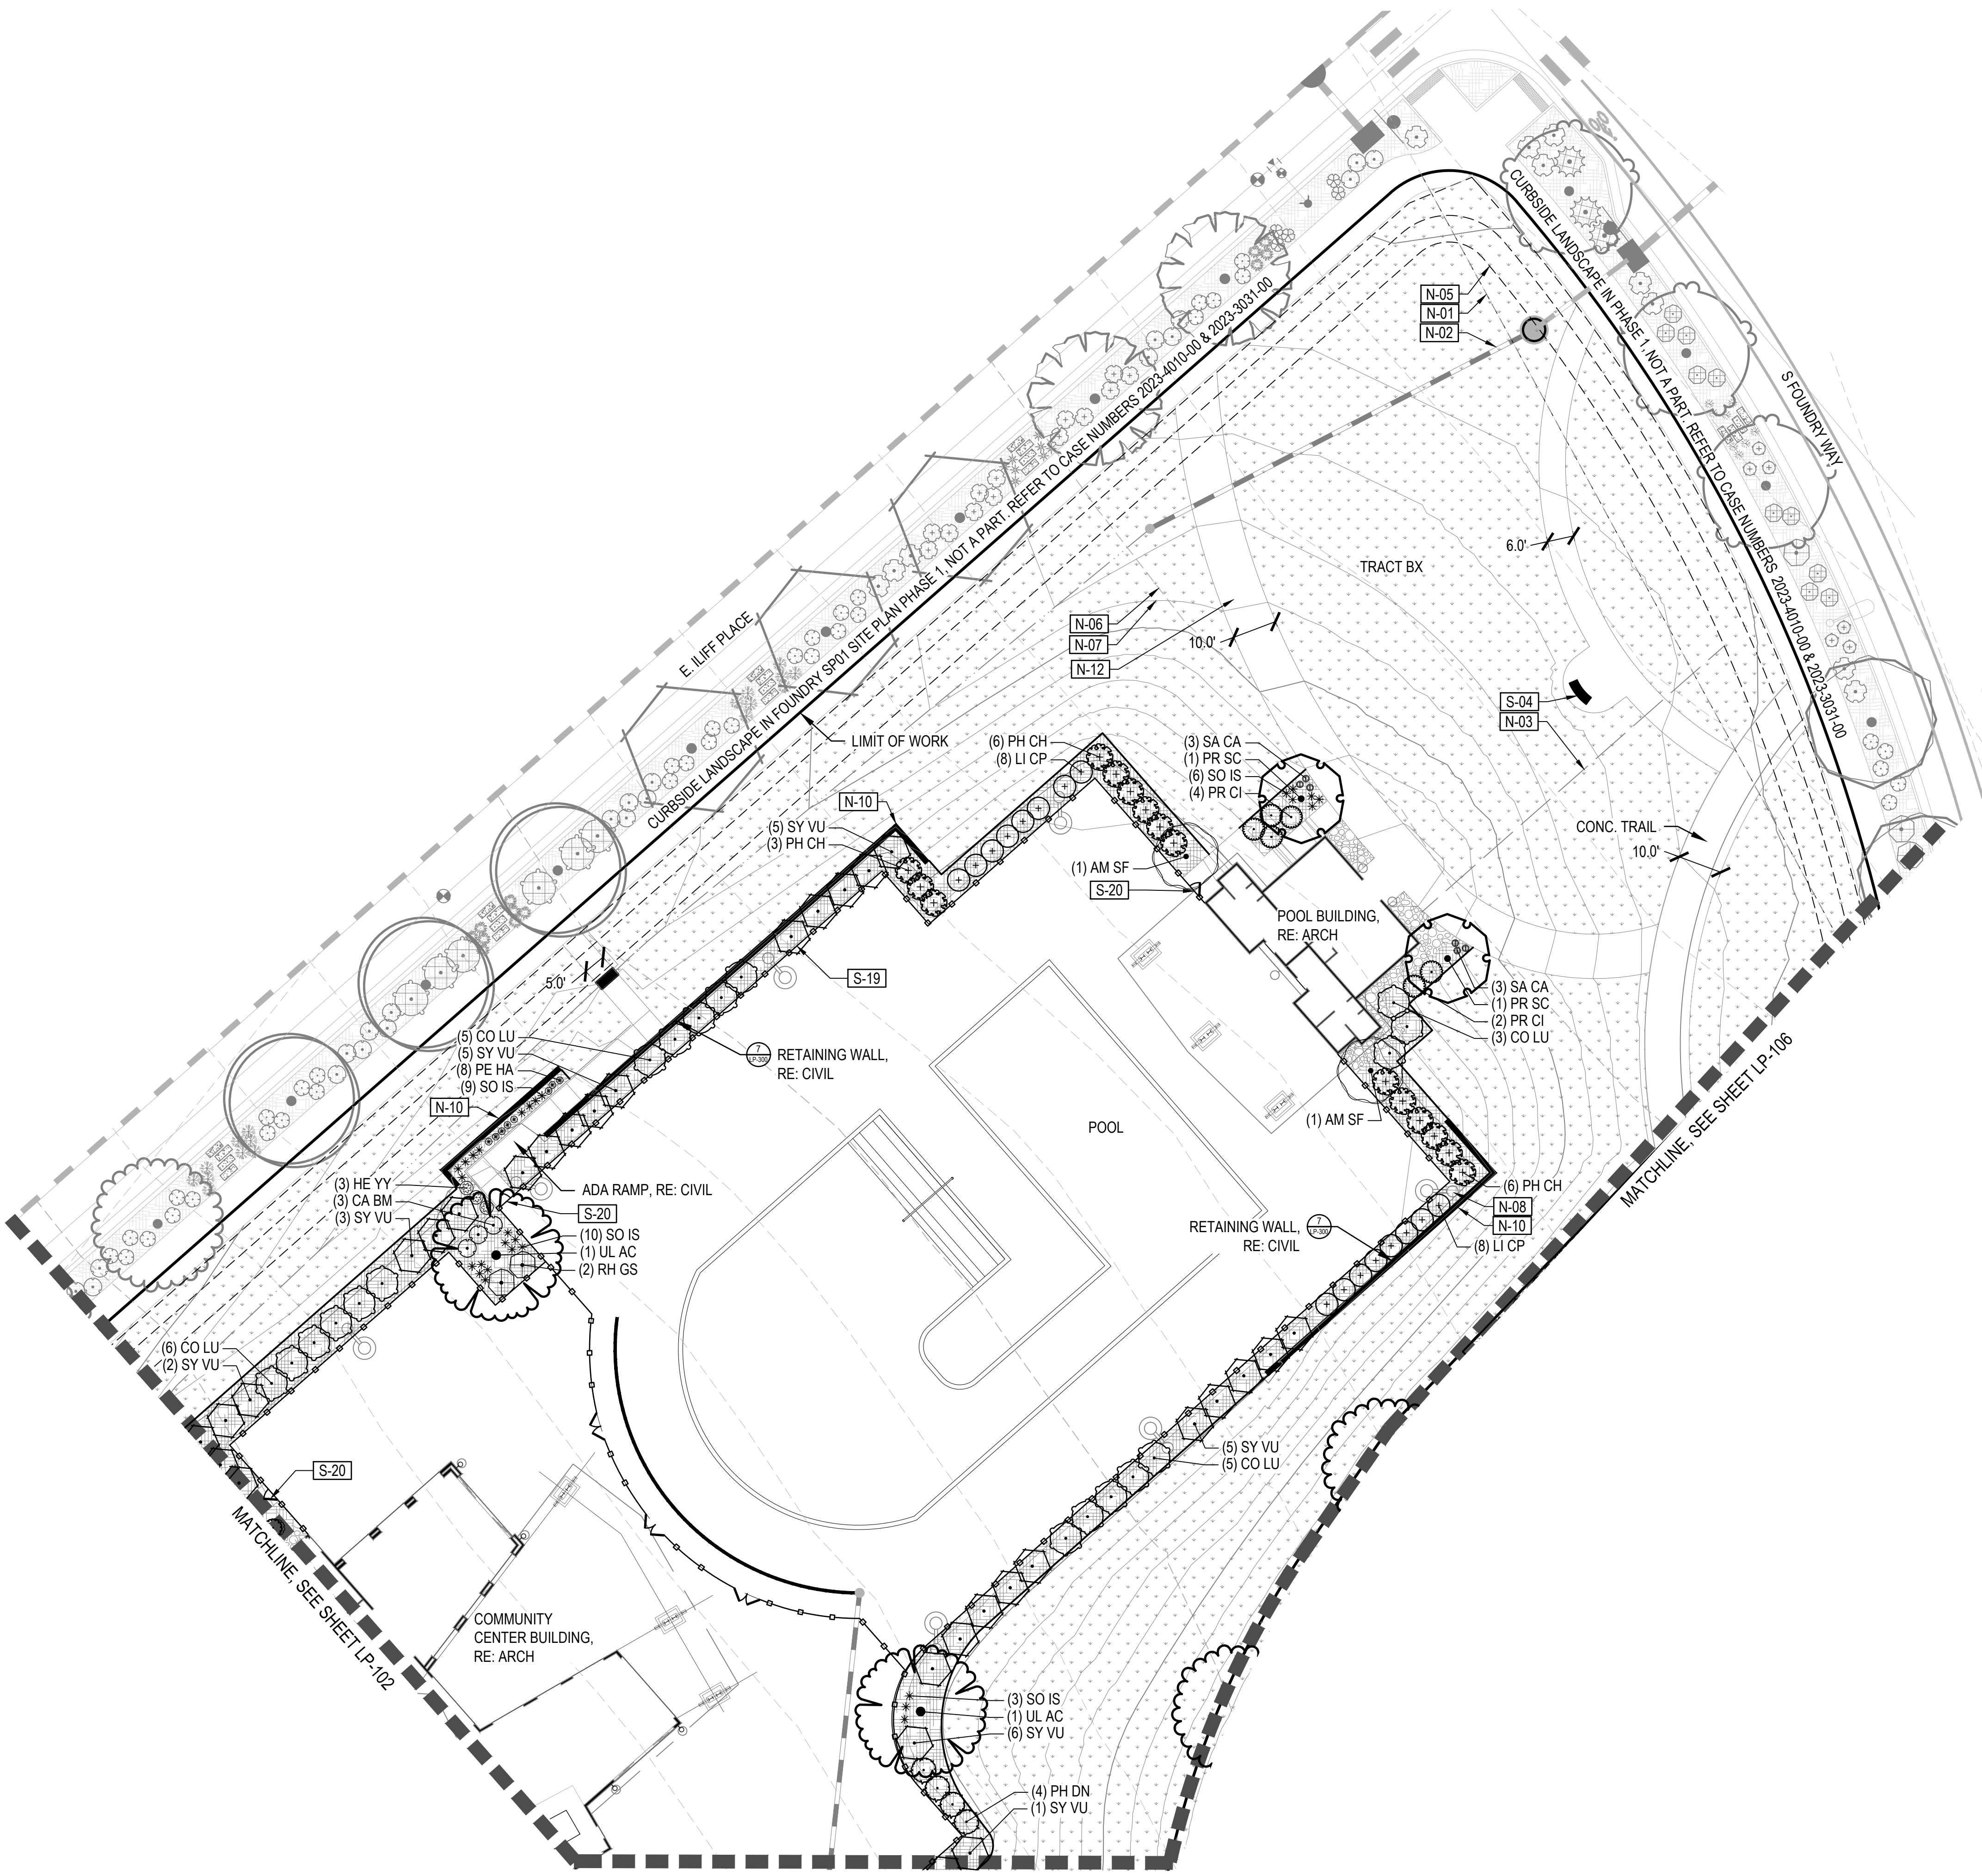 CURBSIDE LANDSCAPE IN PHASE 1, NOT A PART. REFER TO CASE NUMBERS 2023-4010-00 & 2023-3031-00
S FOUNDRY WAY
CURBSIDE LANDSCAPE IN FOUNDRY SP01 SITE PLAN PHASE 1, NOT A PART. REFER TO CASE NUMBERS 2023-4010-00 & 2023-3031-00
E. ILIFF PLACE
N-05
N-01
N-02
6.0'
TRACT BX
N-06
N-07
10.0'
N-12
S-04
N-03
LIMIT OF WORK
(6) PH CH
(8) LI CP
(3) SA CA
(1) PR SC
(6) SO IS
(4) PR CI
N-10
(5) SY VU
(3) PH CH
CONC. TRAIL
10.0'
(1) AM SF
S-20
POOL BUILDING,
RE: ARCH
S-19
5.0'
(3) SA CA
(1) PR SC
(2) PR CI
(3) CO LU
(5) CO LU
(5) SY VU
(8) PE HA
(9) SO IS
N-10
7
LP-300
RETAINING WALL,
RE: CIVIL
POOL
(1) AM SF
MATCHLINE, SEE SHEET LP-106
(3) HE YY
(3) CA BM
(3) SY VU
ADA RAMP, RE: CIVIL
S-20
(10) SO IS
(1) UL AC
(2) RH GS
(6) PH CH
N-08
N-10
(8) LI CP
RETAINING WALL,
RE: CIVIL
7
LP-300
(6) CO LU
(2) SY VU
S-20
(5) SY VU
(5) CO LU
MATCHLINE, SEE SHEET LP-102
COMMUNITY
CENTER BUILDING,
RE: ARCH
(3) SO IS
(1) UL AC
(6) SY VU
(4) PH DN
(1) SY VU